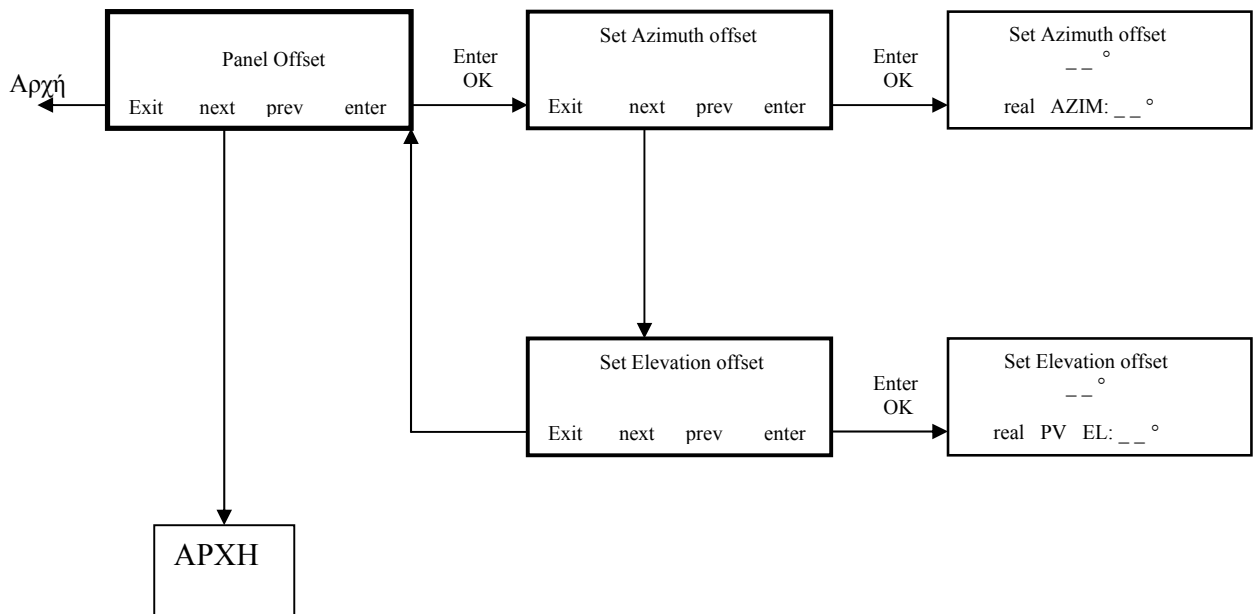 Αρχή
Panel Offset
Exit next prev enter
Enter
OK
Set Azimuth offset
Exit next prev enter
Enter
OK
Set Azimuth offset
_ _ °
real AZIM: _ _ °
Set Elevation offset
Exit next prev enter
Enter
OK
Set Elevation offset
_ _ °
real PV EL: _ _ °
ΑΡΧΗ